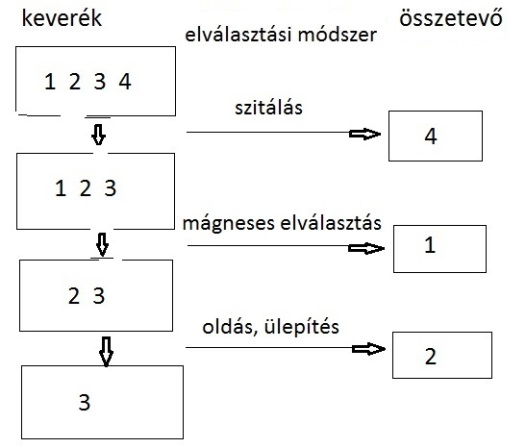 keverék
elválasztási módszer
összetevő
1 2 3 4
szitálás
4
1 2 3
mágneses elválasztás
1
2 3
oldás, ülepítés
2
3